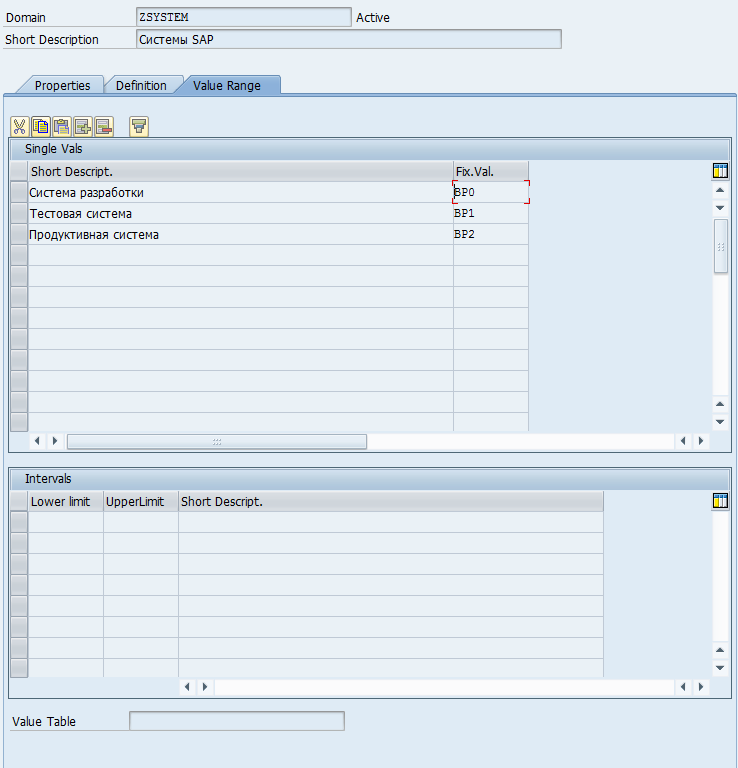 Domain ZSYSTEM Active
Short Description Системы SAP
Properties Definition Value Range
Single Vals
Short Descript. Fix.Val.
Система разработки BP0
Тестовая система BP1
Продуктивная система BP2
Intervals
Lower limit UpperLimit Short Descript.
Value Table